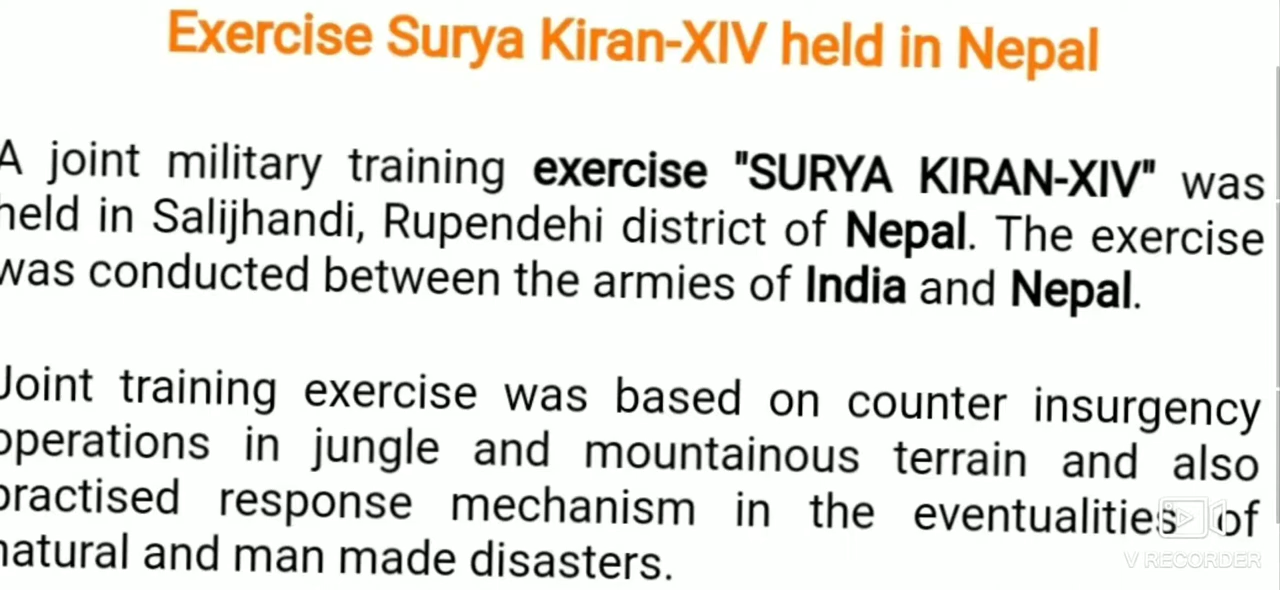 Exercise Surya Kiran-XIV held in Nepal
A joint military training exercise "SURYA KIRAN-XIV" was
held in Salijhandi, Rupendehi district of Nepal. The exercise
was conducted between the armies of India and Nepal.
Joint training exercise was based on counter insurgency
operations in jungle and mountainous terrain and also
practised response mechanism in the eventualities of
natural and man made disasters.
V RECORDER